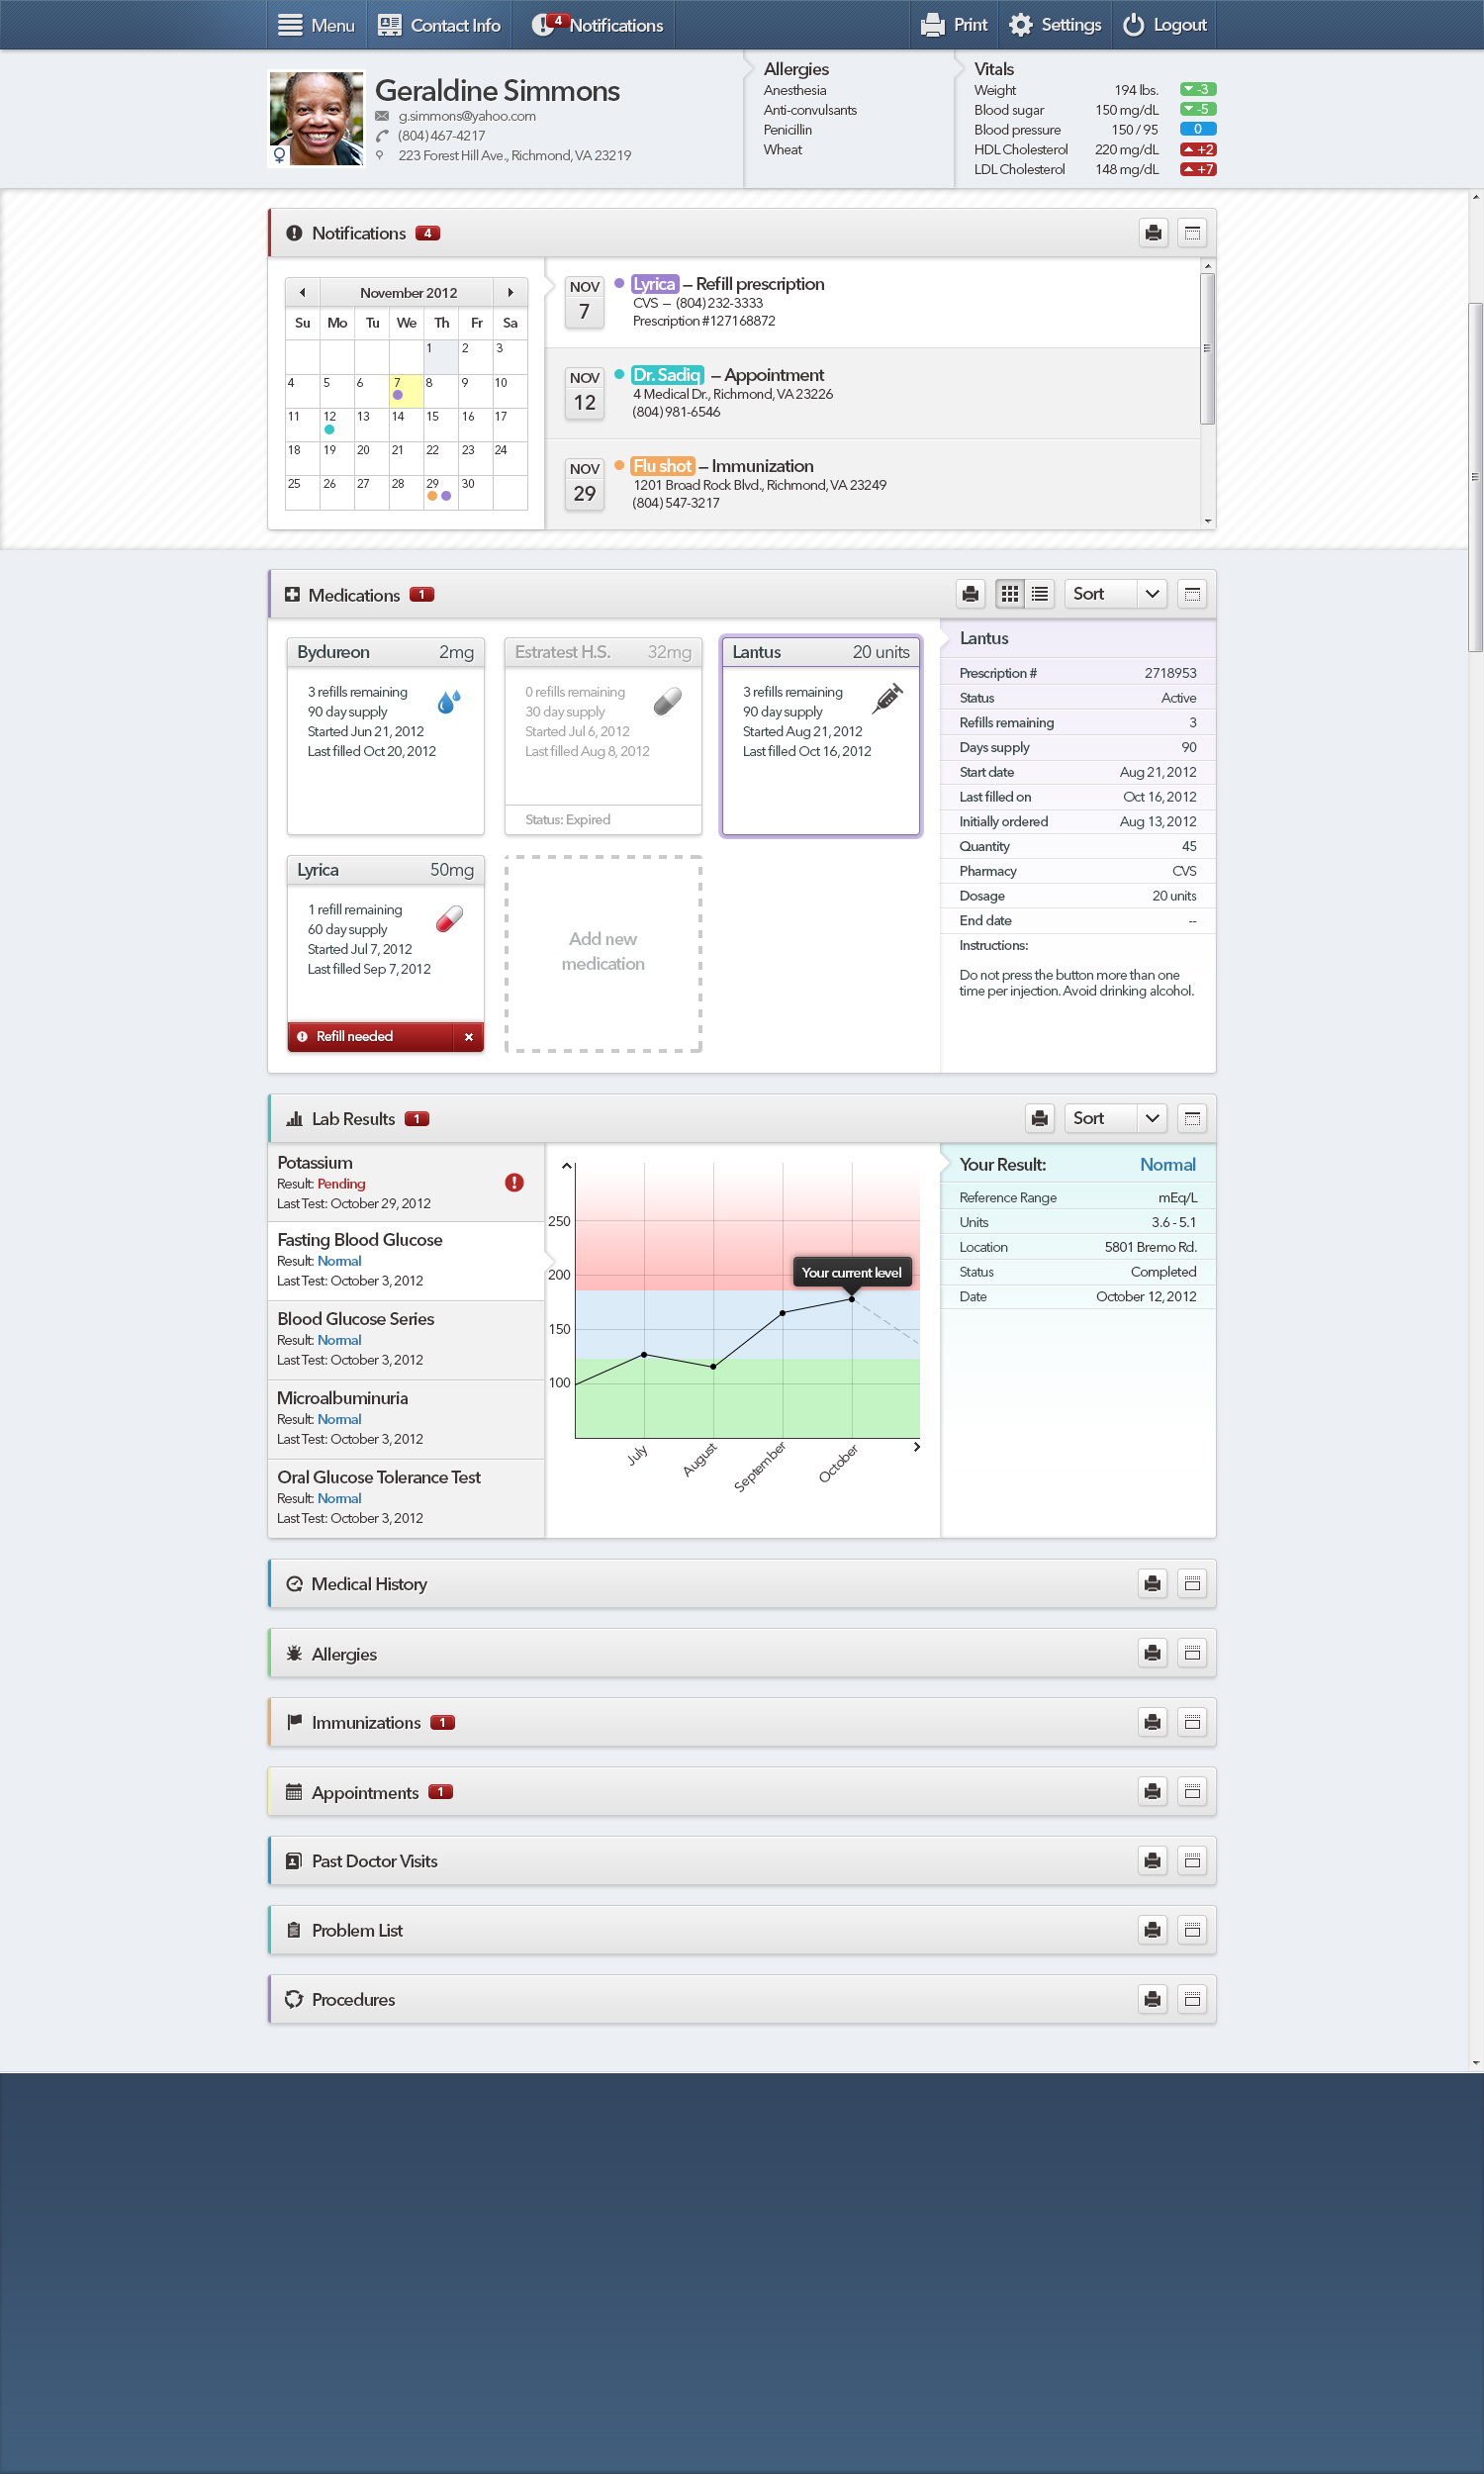 Menu
Contact Info
4
Notifications
Print
Settings
Logout
Geraldine Simmons
g.simmons@yahoo.com
(804) 467-4217
223 Forest Hill Ave., Richmond, VA 23219
Allergies
Anesthesia
Anti-convulsants
Penicillin
Wheat
Vitals
Weight 194 lbs. -3
Blood sugar 150 mg/dL -5
Blood pressure 150 / 95 0
HDL Cholesterol 220 mg/dL +2
LDL Cholesterol 148 mg/dL +7
Notifications 4
November 2012
Su Mo Tu We Th Fr Sa
1 2 3
4 5 6 7 8 9 10
11 12 13 14 15 16 17
18 19 20 21 22 23 24
25 26 27 28 29 30
NOV
7
Lyrica – Refill prescription
CVS – (804) 232-3333
Prescription #127168872
NOV
12
Dr. Sadiq – Appointment
4 Medical Dr., Richmond, VA 23226
(804) 981-6546
NOV
29
Flu shot – Immunization
1201 Broad Rock Blvd., Richmond, VA 23249
(804) 547-3217
Medications 1
Sort
Bydureon 2mg
3 refills remaining
90 day supply
Started Jun 21, 2012
Last filled Oct 20, 2012
Estratest H.S. 32mg
0 refills remaining
30 day supply
Started Jul 6, 2012
Last filled Aug 8, 2012
Status: Expired
Lantus 20 units
3 refills remaining
90 day supply
Started Aug 21, 2012
Last filled Oct 16, 2012
Lyrica 50mg
1 refill remaining
60 day supply
Started Jul 7, 2012
Last filled Sep 7, 2012
Refill needed
Add new
medication
Lantus
Prescription # 2718953
Status Active
Refills remaining 3
Days supply 90
Start date Aug 21, 2012
Last filled on Oct 16, 2012
Initially ordered Aug 13, 2012
Quantity 45
Pharmacy CVS
Dosage 20 units
End date --
Instructions:
Do not press the button more than one
time per injection. Avoid drinking alcohol.
Lab Results 1
Sort
Potassium
Result: Pending
Last Test: October 29, 2012
Fasting Blood Glucose
Result: Normal
Last Test: October 3, 2012
Blood Glucose Series
Result: Normal
Last Test: October 3, 2012
Microalbuminuria
Result: Normal
Last Test: October 3, 2012
Oral Glucose Tolerance Test
Result: Normal
Last Test: October 3, 2012
250
200
150
100
Your current level
July
August
September
October
Your Result: Normal
Reference Range mEq/L
Units 3.6 - 5.1
Location 5801 Bremo Rd.
Status Completed
Date October 12, 2012
Medical History
Allergies
Immunizations 1
Appointments 1
Past Doctor Visits
Problem List
Procedures